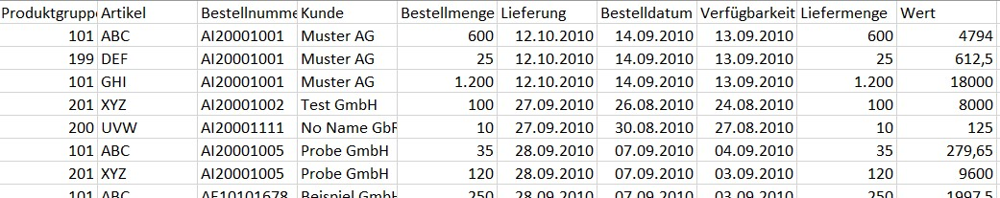 Produktgruppe Artikel Bestellnumme Kunde Bestellmenge Lieferung Bestelldatum Verfügbarkeit Liefermenge Wert
101 ABC AI20001001 Muster AG 600 12.10.2010 14.09.2010 13.09.2010 600 4794
199 DEF AI20001001 Muster AG 25 12.10.2010 14.09.2010 13.09.2010 25 612,5
101 GHI AI20001001 Muster AG 1.200 12.10.2010 14.09.2010 13.09.2010 1.200 18000
201 XYZ AI20001002 Test GmbH 100 27.09.2010 26.08.2010 24.08.2010 100 8000
200 UVW AI20001111 No Name GbR 10 27.09.2010 30.08.2010 27.08.2010 10 125
101 ABC AI20001005 Probe GmbH 35 28.09.2010 07.09.2010 04.09.2010 35 279,65
201 XYZ AI20001005 Probe GmbH 120 28.09.2010 07.09.2010 03.09.2010 120 9600
101 ABC AE10101678 Beispiel GmbH 250 28.09.2010 07.09.2010 03.09.2010 250 1997,5